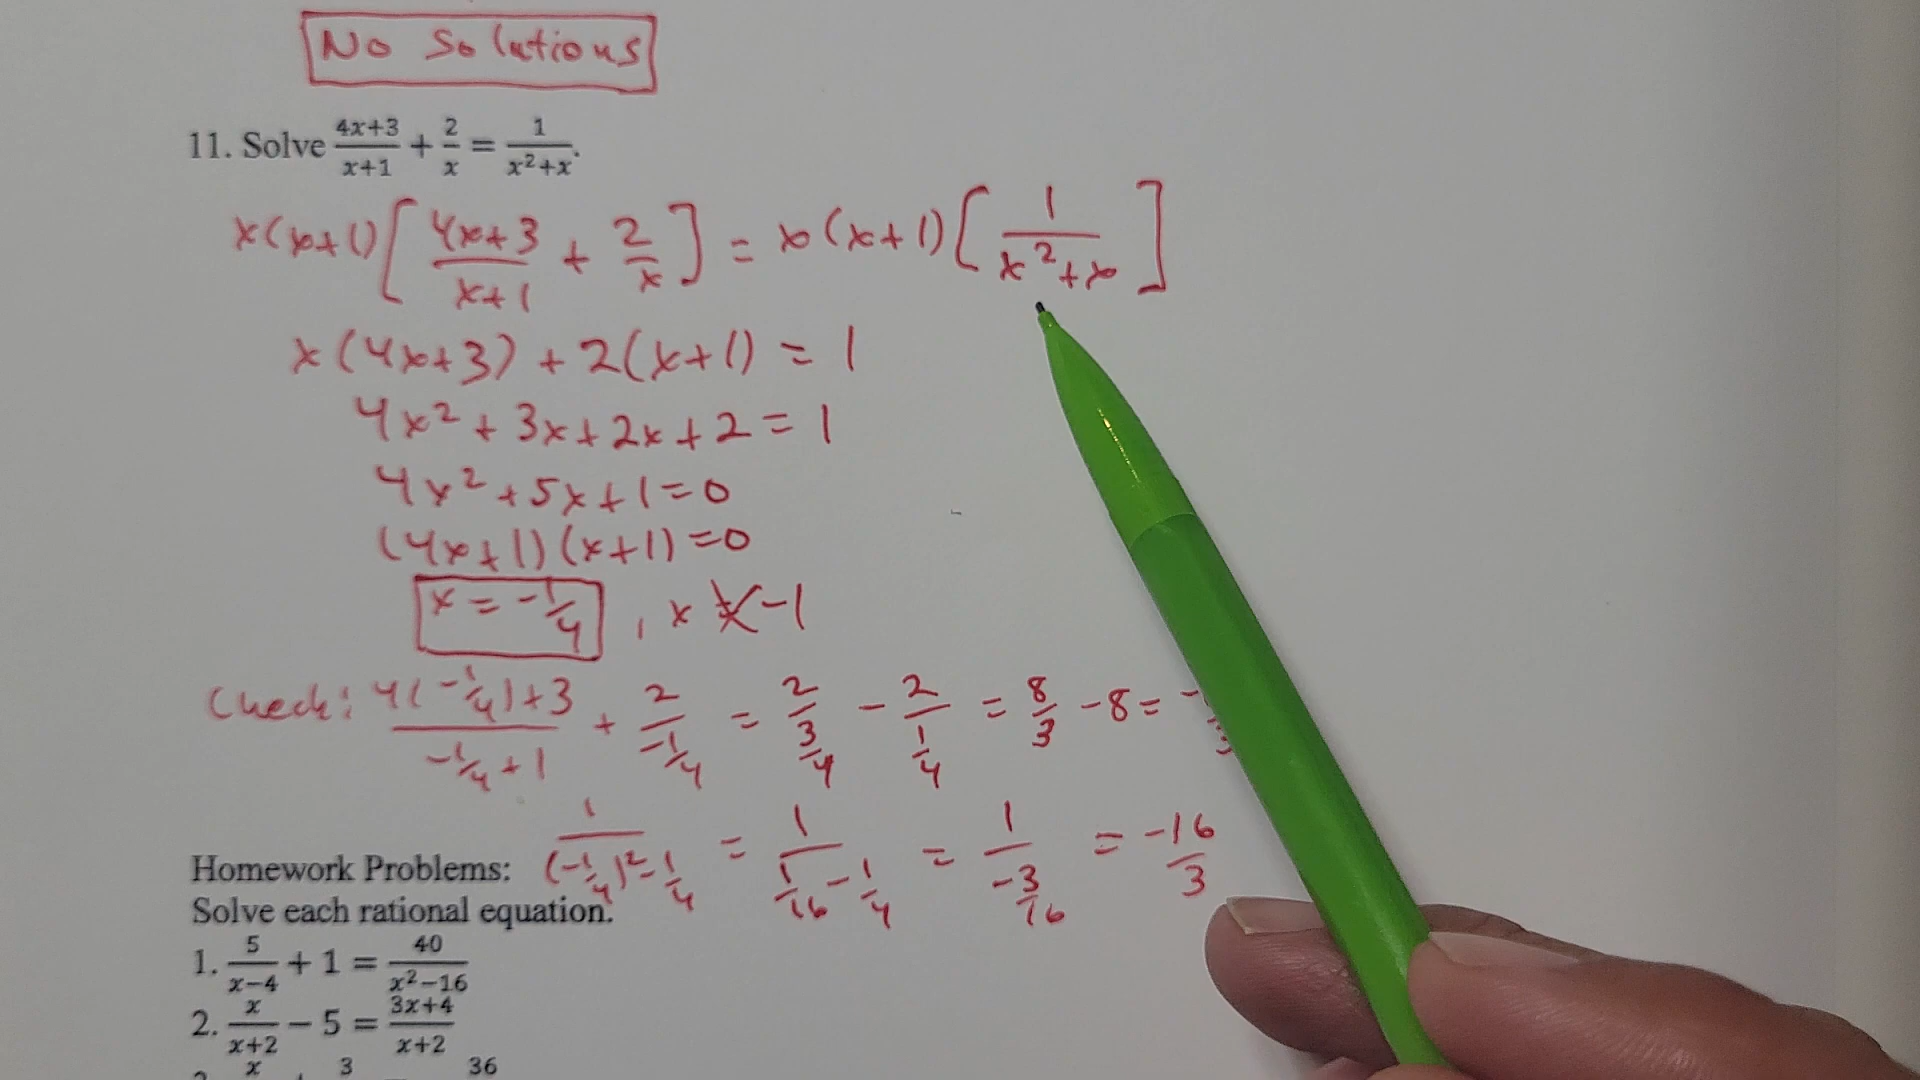 No Solutions
11. Solve (4x+3)/(x+1) + 2/x = 1/(x²+x).
x(x+1)[(4x+3)/(x+1) + 2/x] = x(x+1)[1/(x²+x)]
x(4x+3) + 2(x+1) = 1
4x² + 3x + 2x + 2 = 1
4x² + 5x + 1 = 0
(4x+1)(x+1) = 0
x = -1/4, x ≠ -1
Check: (4(-1/4)+3)/(-1/4+1) + 2/(-1/4) = 2/(3/4) - 2/(1/4) = 8/3 - 8 =
1/((-1/4)² - 1/4) = 1/(1/16 - 1/4) = 1/(-3/16) = -16/3
Homework Problems:
Solve each rational equation.
1. 5/(x-4) + 1 = 40/(x²-16)
2. x/(x+2) - 5 = (3x+4)/(x+2)
x 3 36